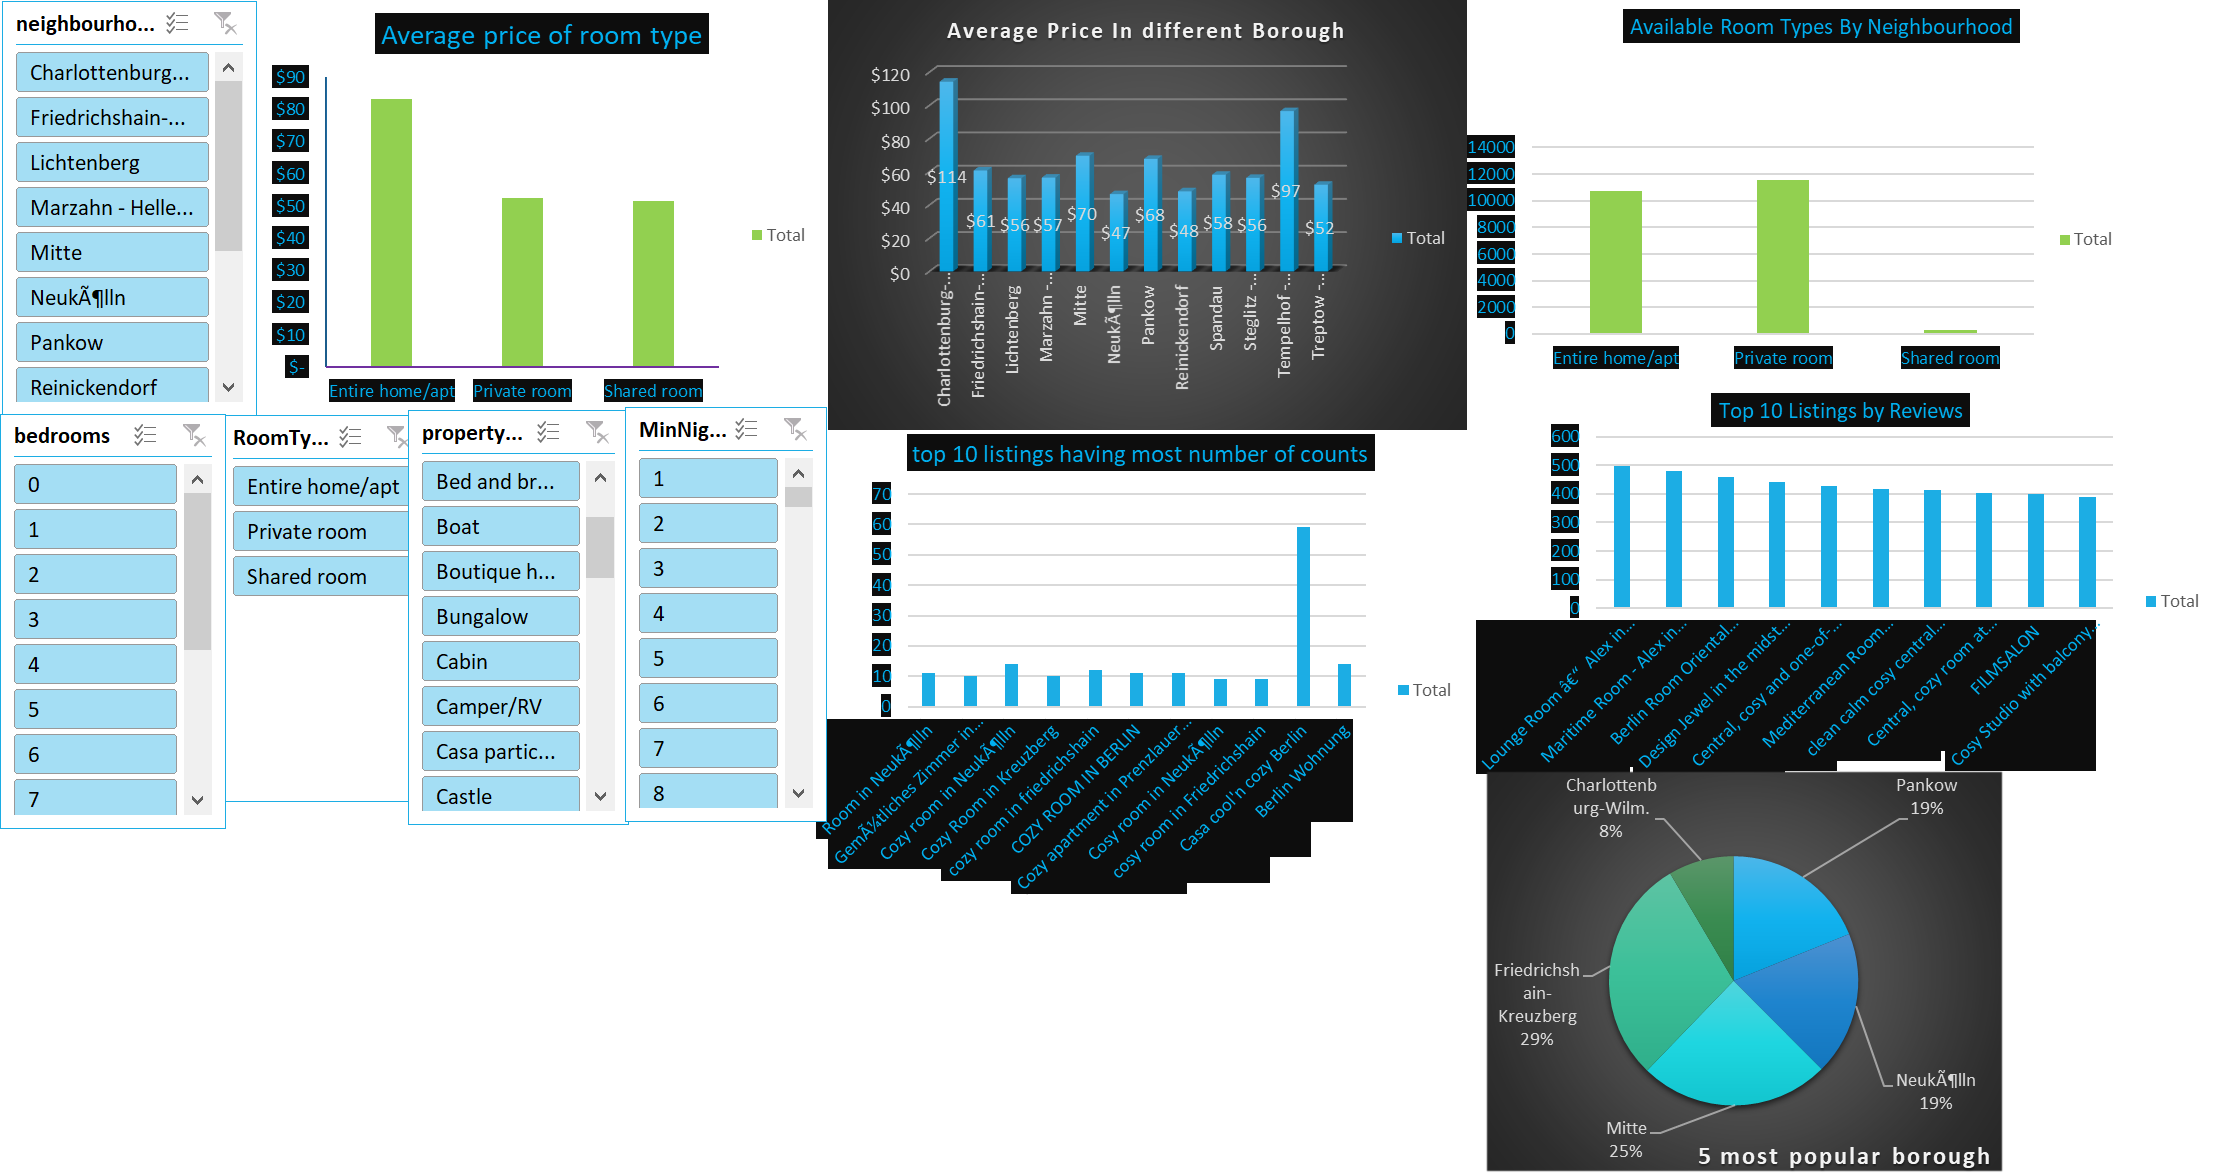 neighbourho...
Charlottenburg...
Friedrichshain-...
Lichtenberg
Marzahn - Helle...
Mitte
NeukÃ¶lln
Pankow
Reinickendorf
Average price of room type
$90
$80
$70
$60
$50
$40
$30
$20
$10
$-
Entire home/apt Private room Shared room
Total
Average Price In different Borough
$120
$100
$80
$60
$40
$20
$0
$114 $61 $56 $57 $70 $47 $68 $48 $58 $56 $97 $52
Charlottenburg-...
Friedrichshain-...
Lichtenberg
Marzahn -...
Mitte
NeukÃ¶lln
Pankow
Reinickendorf
Spandau
Steglitz -...
Tempelhof -...
Treptow -...
Total
Available Room Types By Neighbourhood
14000
12000
10000
8000
6000
4000
2000
0
Entire home/apt Private room Shared room
Total
bedrooms
0
1
2
3
4
5
6
7
RoomTy...
Entire home/apt
Private room
Shared room
property...
Bed and br...
Boat
Boutique h...
Bungalow
Cabin
Camper/RV
Casa partic...
Castle
MinNig...
1
2
3
4
5
6
7
8
top 10 listings having most number of counts
70
60
50
40
30
20
10
0
Room in NeukÃ¶lln
GemÃ¼tliches Zimmer in...
Cozy room in NeukÃ¶lln
Cozy Room in Kreuzberg
cozy room in friedrichshain
COZY ROOM IN BERLIN
Cozy apartment in Prenzlauer...
Cosy room in NeukÃ¶lln
cosy room in Friedrichshain
Casa cool'n cozy Berlin
Berlin Wohnung
Total
Top 10 Listings by Reviews
600
500
400
300
200
100
0
Lounge Room â€“ Alex in...
Maritime Room - Alex in...
Berlin Room Oriental...
Design Jewel in the midst...
Central, cosy and one-of-...
Mediterranean Room...
clean calm cosy central...
Central, cozy room at...
FILMSALON
Cosy Studio with balcony...
Total
Charlottenb
urg-Wilm.
8%
Pankow
19%
Friedrichsh
ain-
Kreuzberg
29%
NeukÃ¶lln
19%
Mitte
25%
5 most popular borough